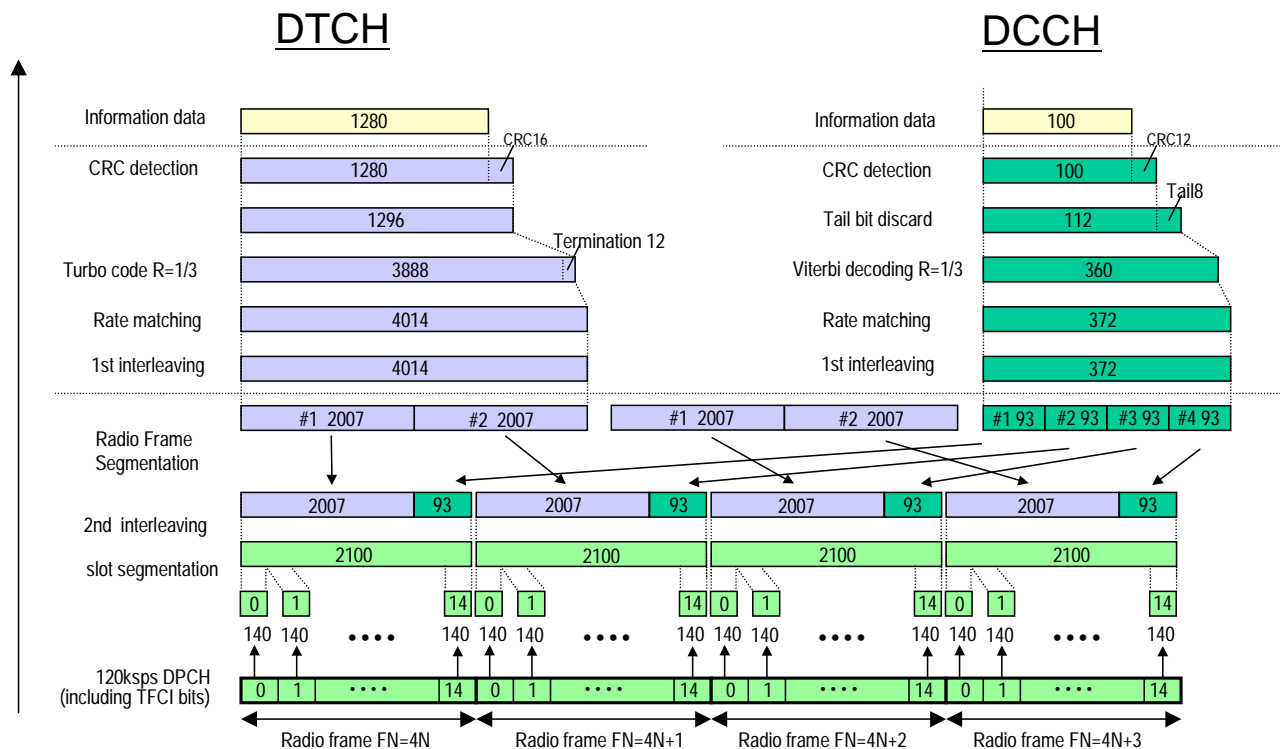 DTCH DCCH
Information data 1280 Information data 100
CRC16 CRC12
CRC detection 1280 CRC detection 100
Tail8
1296 Tail bit discard 112
Termination 12
Turbo code R=1/3 3888 Viterbi decoding R=1/3 360
Rate matching 4014 Rate matching 372
1st interleaving 4014 1st interleaving 372
#1 2007 #2 2007 #1 2007 #2 2007 #1 93 #2 93 #3 93 #4 93
Radio Frame
Segmentation
2007 93 2007 93 2007 93 2007 93
2nd interleaving
2100 2100 2100 2100
slot segmentation
0 1 14 0 1 14 0 1 14 0 1 14
140 140 •••• 140 140 140 •••• 140 140 140 •••• 140 140 140 •••• 140
120ksps DPCH
(including TFCI bits)
0 1 •••• 14 0 1 •••• 14 0 1 •••• 14 0 1 •••• 14
Radio frame FN=4N Radio frame FN=4N+1 Radio frame FN=4N+2 Radio frame FN=4N+3